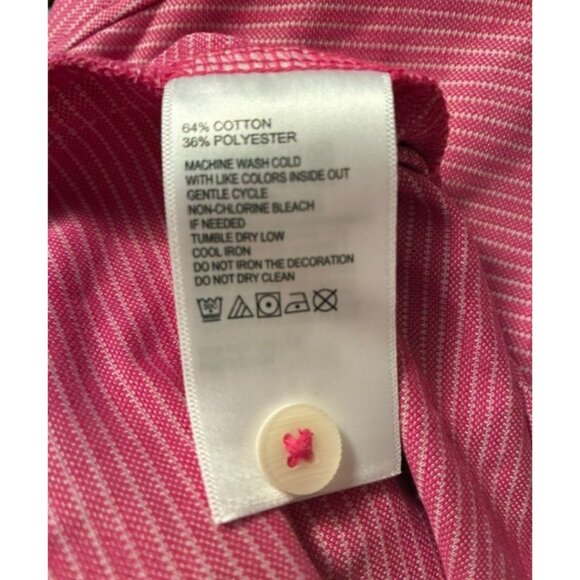 64% COTTON
36% POLYESTER
MACHINE WASH COLD
WITH LIKE COLORS INSIDE OUT
GENTLE CYCLE
NON-CHLORINE BLEACH
IF NEEDED
TUMBLE DRY LOW
COOL IRON
DO NOT IRON THE DECORATION
DO NOT DRY CLEAN